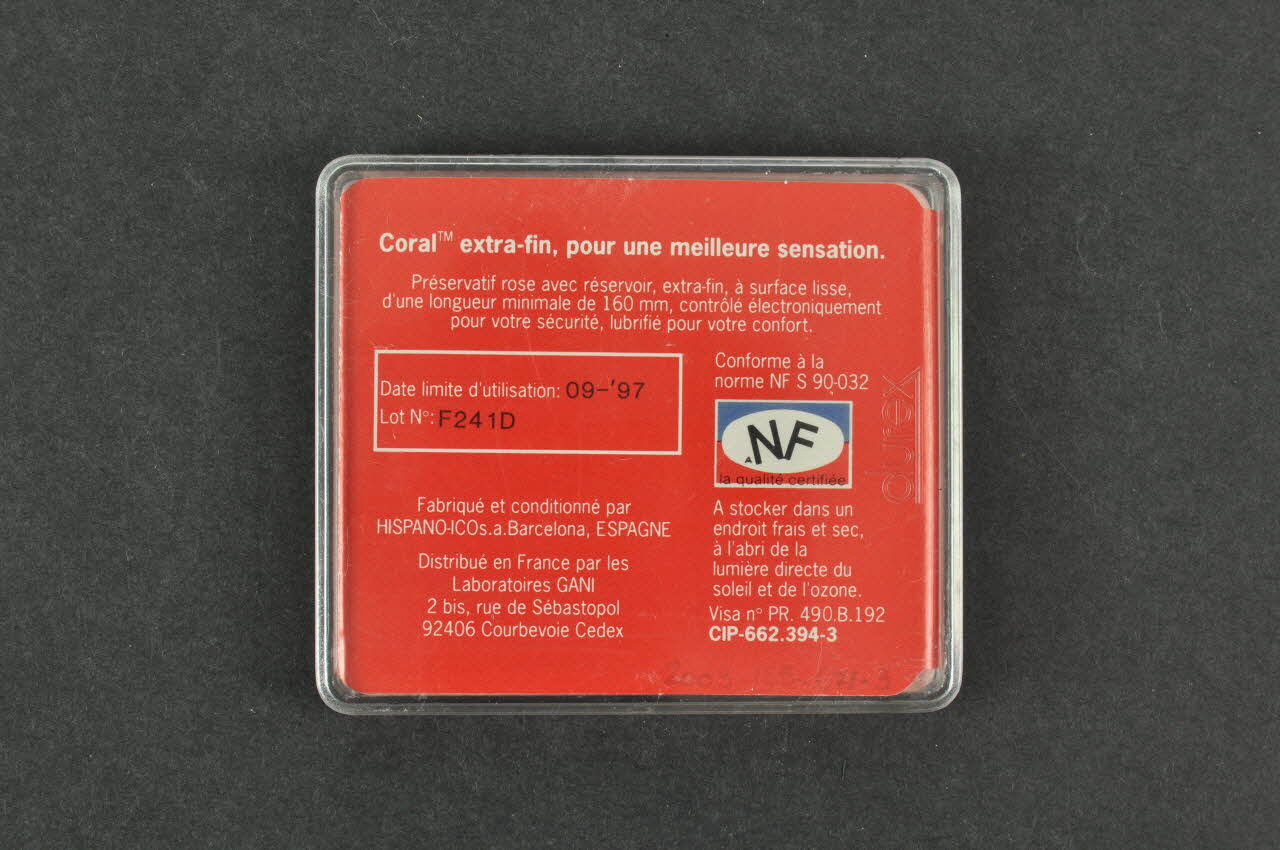 Coral™ extra-fin, pour une meilleure sensation.
Préservatif rose avec réservoir, extra-fin, à surface lisse,
d'une longueur minimale de 160 mm, contrôlé électroniquement
pour votre sécurité, lubrifié pour votre confort.
Date limite d'utilisation: 09-'97
Lot N°: F241D
Fabriqué et conditionné par
HISPANO-ICOs.a.Barcelona, ESPAGNE
Distribué en France par les
Laboratoires GANI
2 bis, rue de Sébastopol
92406 Courbevoie Cedex
Conforme à la
norme NF S 90-032
A NF
la qualité certifiée
A stocker dans un
endroit frais et sec,
à l'abri de la
lumière directe du
soleil et de l'ozone.
Visa n° PR. 490.B.192
CIP-662.394-3
durex